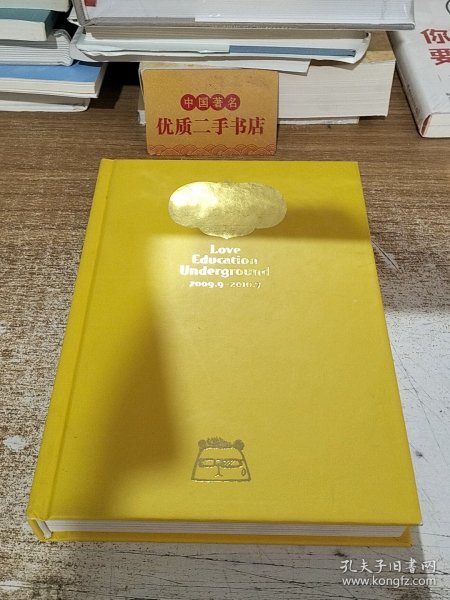 你
要
中国著名
优质二手书店
Love
Education
Underground
2009.9-2010.7
孔夫子旧书网
www.kongfz.com